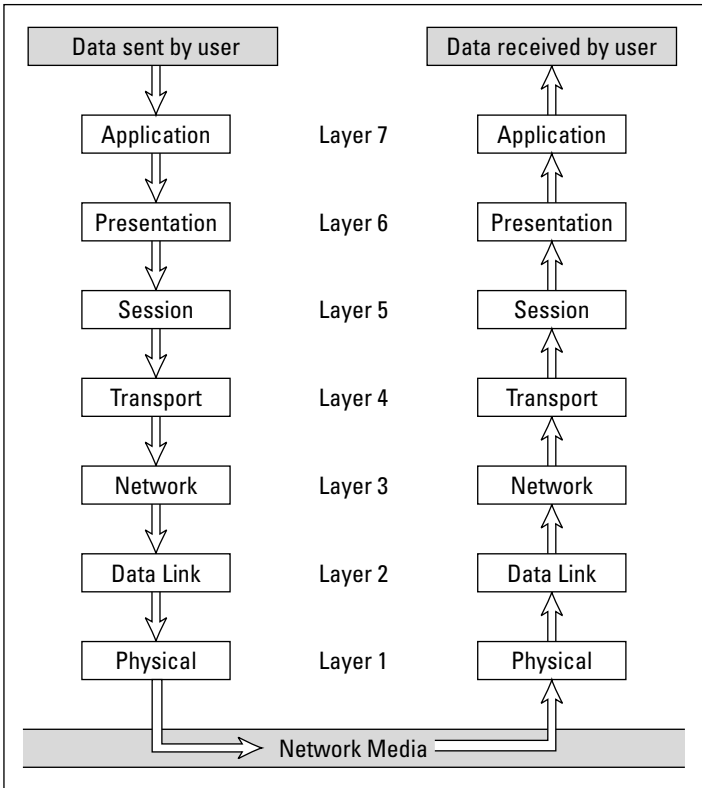 Data sent by user Data received by user
Application Layer 7 Application
Presentation Layer 6 Presentation
Session Layer 5 Session
Transport Layer 4 Transport
Network Layer 3 Network
Data Link Layer 2 Data Link
Physical Layer 1 Physical
Network Media